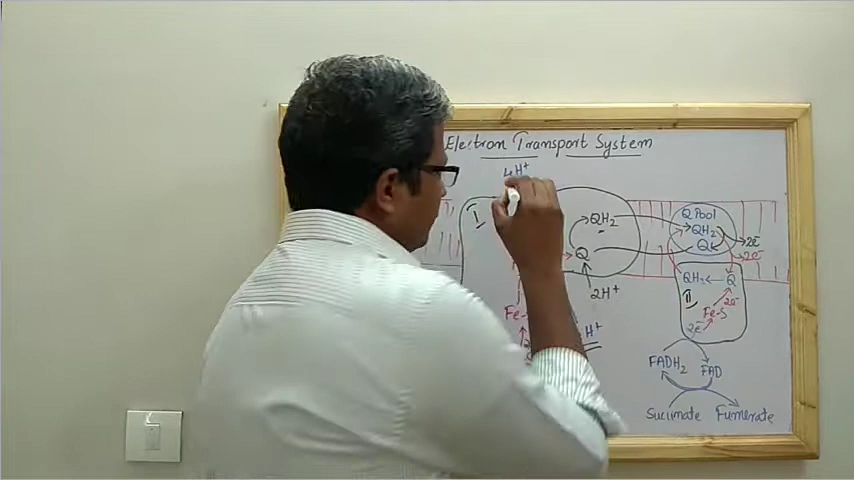 Electron Transport System
4H⁺
I
QH₂
Q
2H⁺
H⁺
Q Pool
QH₂
Q
2e⁻
2e⁻
QH₂
Q
II
2e⁻
Fe-S
2e⁻
FADH₂
FAD
Succinate
Fumerate